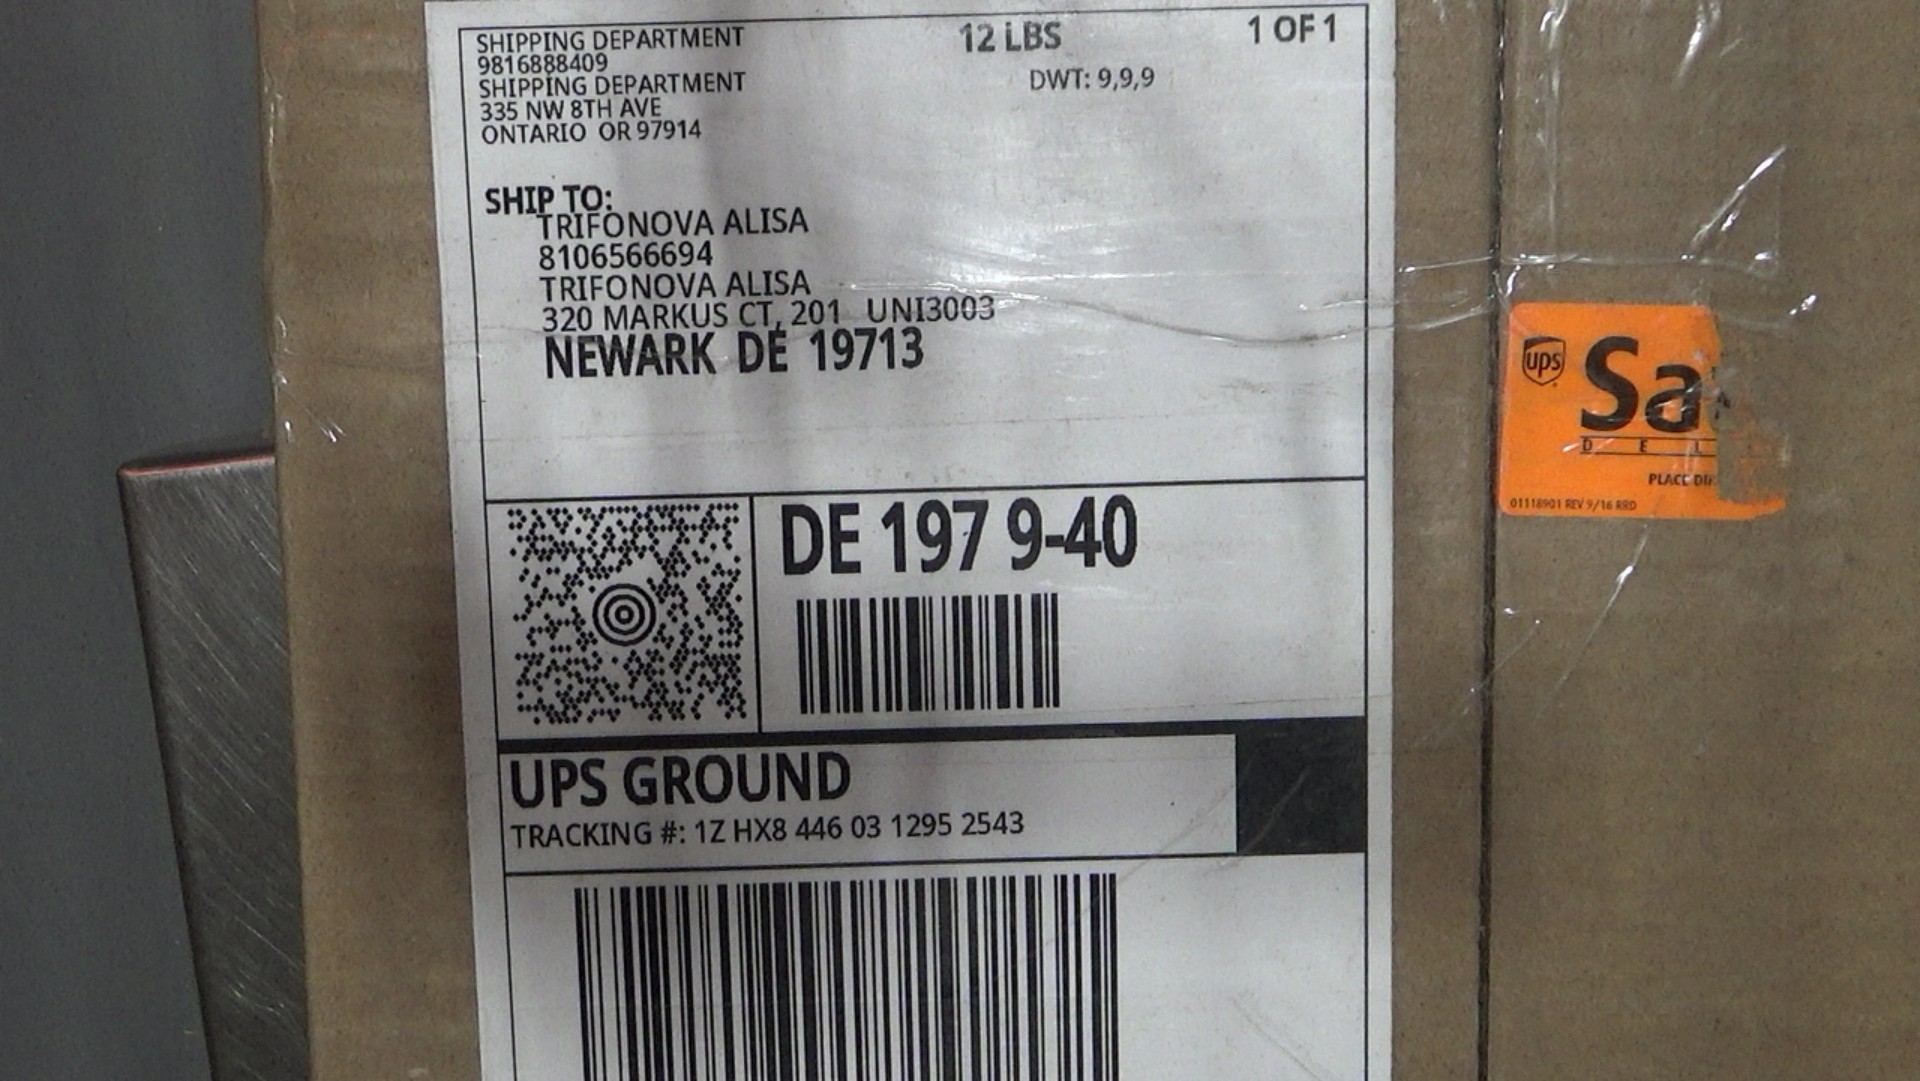 SHIPPING DEPARTMENT
9816888409
SHIPPING DEPARTMENT
335 NW 8TH AVE
ONTARIO OR 97914
12 LBS
1 OF 1
DWT: 9,9,9
SHIP TO:
TRIFONOVA ALISA
8106566694
TRIFONOVA ALISA
320 MARKUS CT, 201 UNI3003
NEWARK DE 19713
DE 197 9-40
UPS GROUND
TRACKING #: 1Z HX8 446 03 1295 2543
ups
D E L
01118901 REV 9/16 RRD